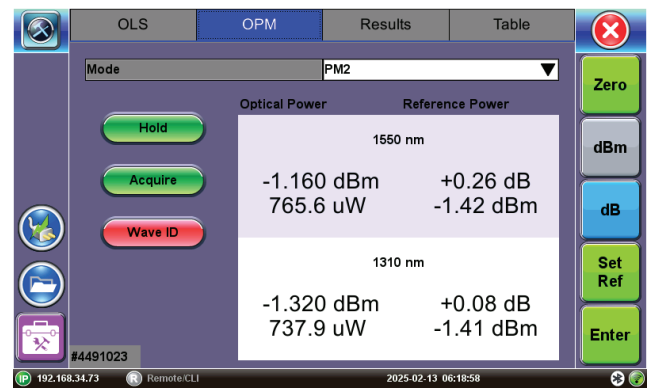 OLS OPM Results Table
Mode PM2
Zero
Optical Power Reference Power
Hold
1550 nm
dBm
Acquire
-1.160 dBm +0.26 dB
765.6 uW -1.42 dBm
dB
Wave ID
1310 nm
Set
Ref
-1.320 dBm +0.08 dB
737.9 uW -1.41 dBm
Enter
#4491023
IP 192.168.34.73 R Remote/CLI 2025-02-13 06:18:58